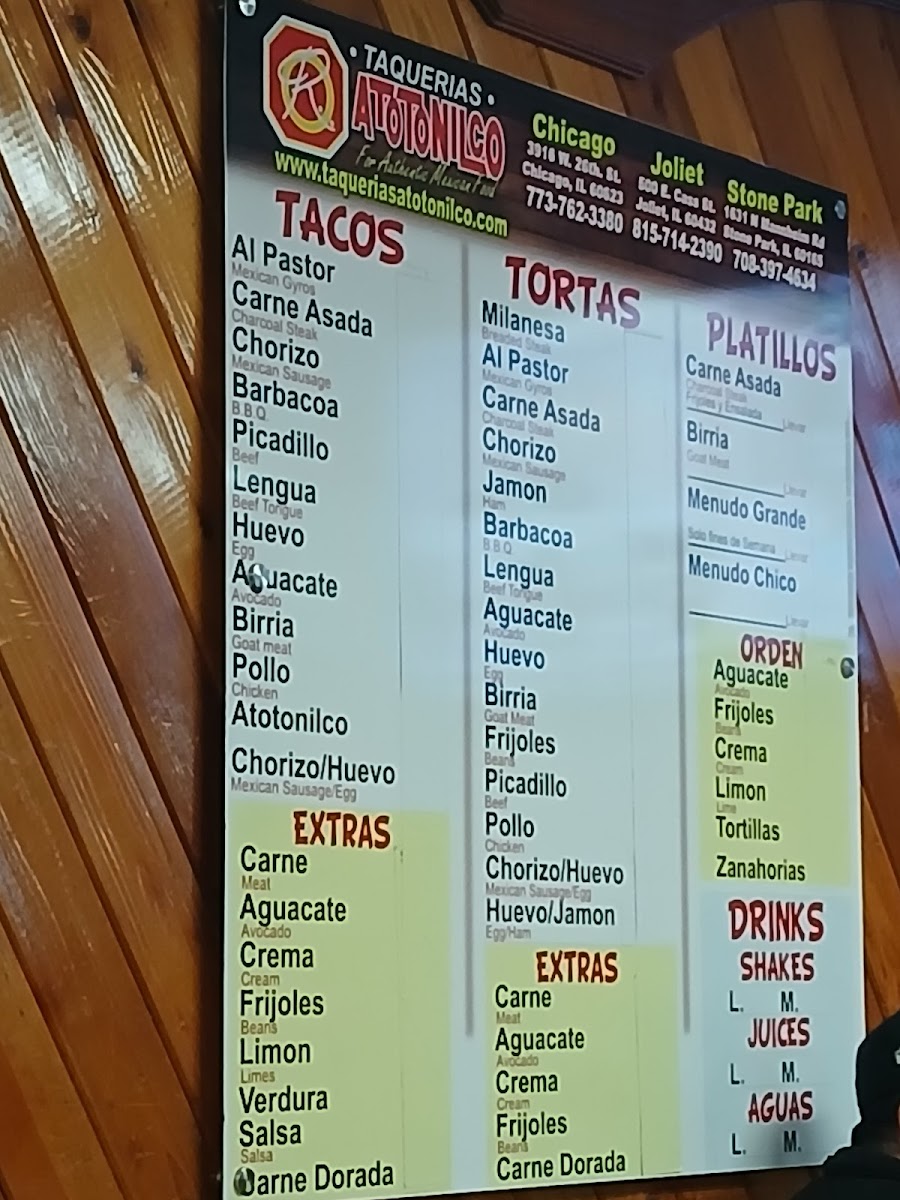 • TAQUERIAS •
ATOTONILCO
For Authentic Mexican Food
www.taqueriasatotonilco.com
Chicago
3916 W. 26th. St.
Chicago, IL 60623
773-762-3380
Joliet
800 E. Cass St.
Joliet, IL 60432
815-714-2390
Stone Park
1631 N Mannheim Rd
Stone Park, IL 60165
708-397-4634
TACOS
Al Pastor
Mexican Gyros
Carne Asada
Charcoal Steak
Chorizo
Mexican Sausage
Barbacoa
B.B.Q.
Picadillo
Beef
Lengua
Beef Tongue
Huevo
Egg
Aguacate
Avocado
Birria
Goat meat
Pollo
Chicken
Atotonilco
Chorizo/Huevo
Mexican Sausage/Egg
EXTRAS
Carne
Meat
Aguacate
Avocado
Crema
Cream
Frijoles
Beans
Limon
Limes
Verdura
Salsa
Salsa
Carne Dorada
TORTAS
Milanesa
Breaded Steak
Al Pastor
Mexican Gyros
Carne Asada
Charcoal Steak
Chorizo
Mexican Sausage
Jamon
Ham
Barbacoa
B.B.Q.
Lengua
Beef Tongue
Aguacate
Avocado
Huevo
Egg
Birria
Goat Meat
Frijoles
Beans
Picadillo
Beef
Pollo
Chicken
Chorizo/Huevo
Mexican Sausage/Egg
Huevo/Jamon
Egg/Ham
EXTRAS
Carne
Meat
Aguacate
Avocado
Crema
Cream
Frijoles
Beans
Carne Dorada
PLATILLOS
Carne Asada
Charcoal Steak
Frijoles y Ensalada
Llevar
Birria
Goat Meat
Llevar
Menudo Grande
Solo fines de Semana
Llevar
Menudo Chico
Llevar
ORDEN
Aguacate
Avocado
Frijoles
Beans
Crema
Cream
Limon
Lime
Tortillas
Zanahorias
DRINKS
SHAKES
L. M.
JUICES
L. M.
AGUAS
L. M.